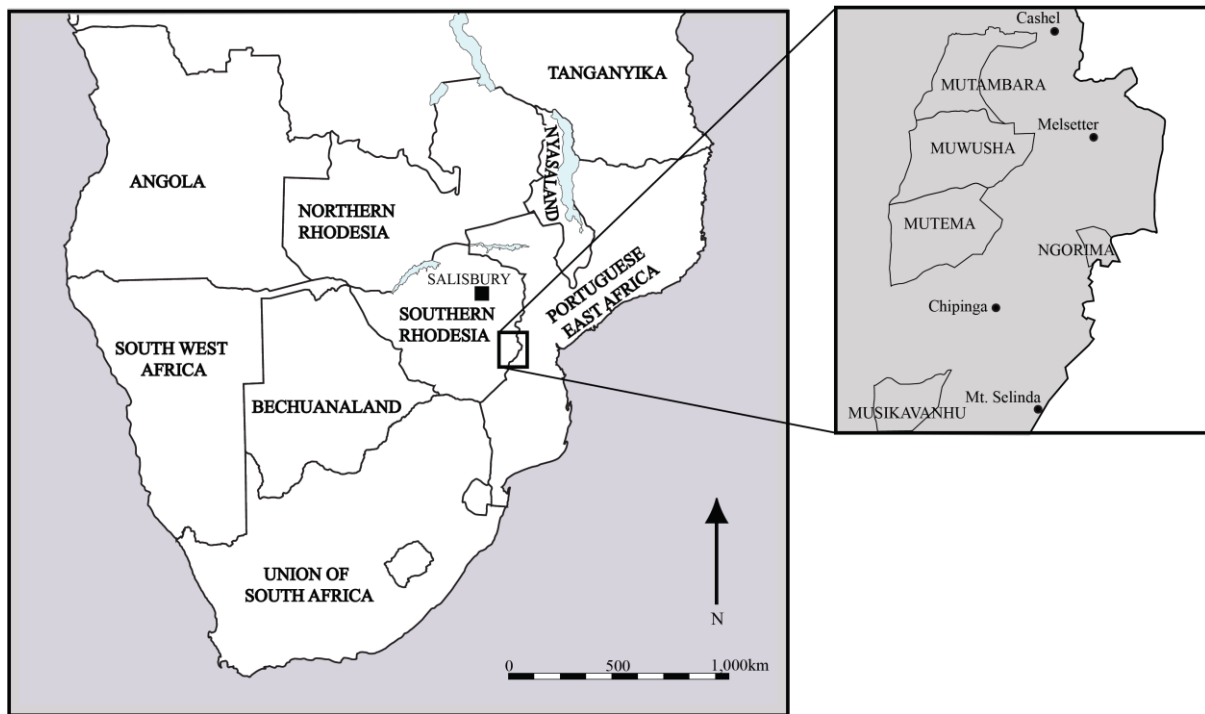 TANGANYIKA
NYASALAND
ANGOLA
NORTHERN
RHODESIA
SALISBURY
SOUTHERN
RHODESIA
PORTUGUESE
EAST AFRICA
SOUTH WEST
AFRICA
BECHUANALAND
UNION OF
SOUTH AFRICA
N
0 500 1,000km
Cashel
MUTAMBARA
Melsetter
MUWUSHA
MUTEMA
NGORIMA
Chipinga
Mt. Selinda
MUSIKAVANHU